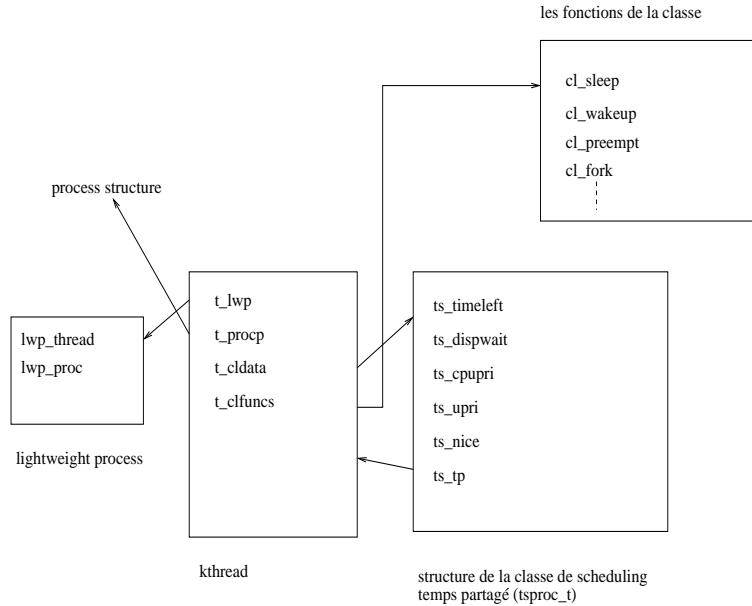 les fonctions de la classe
cl_sleep
cl_wakeup
cl_preempt
cl_fork
process structure
t_lwp
t_procp
t_cldata
t_clfuncs
kthread
lwp_thread
lwp_proc
lightweight process
ts_timeleft
ts_dispwait
ts_cpupri
ts_upri
ts_nice
ts_tp
structure de la classe de scheduling
temps partagé (tsproc_t)